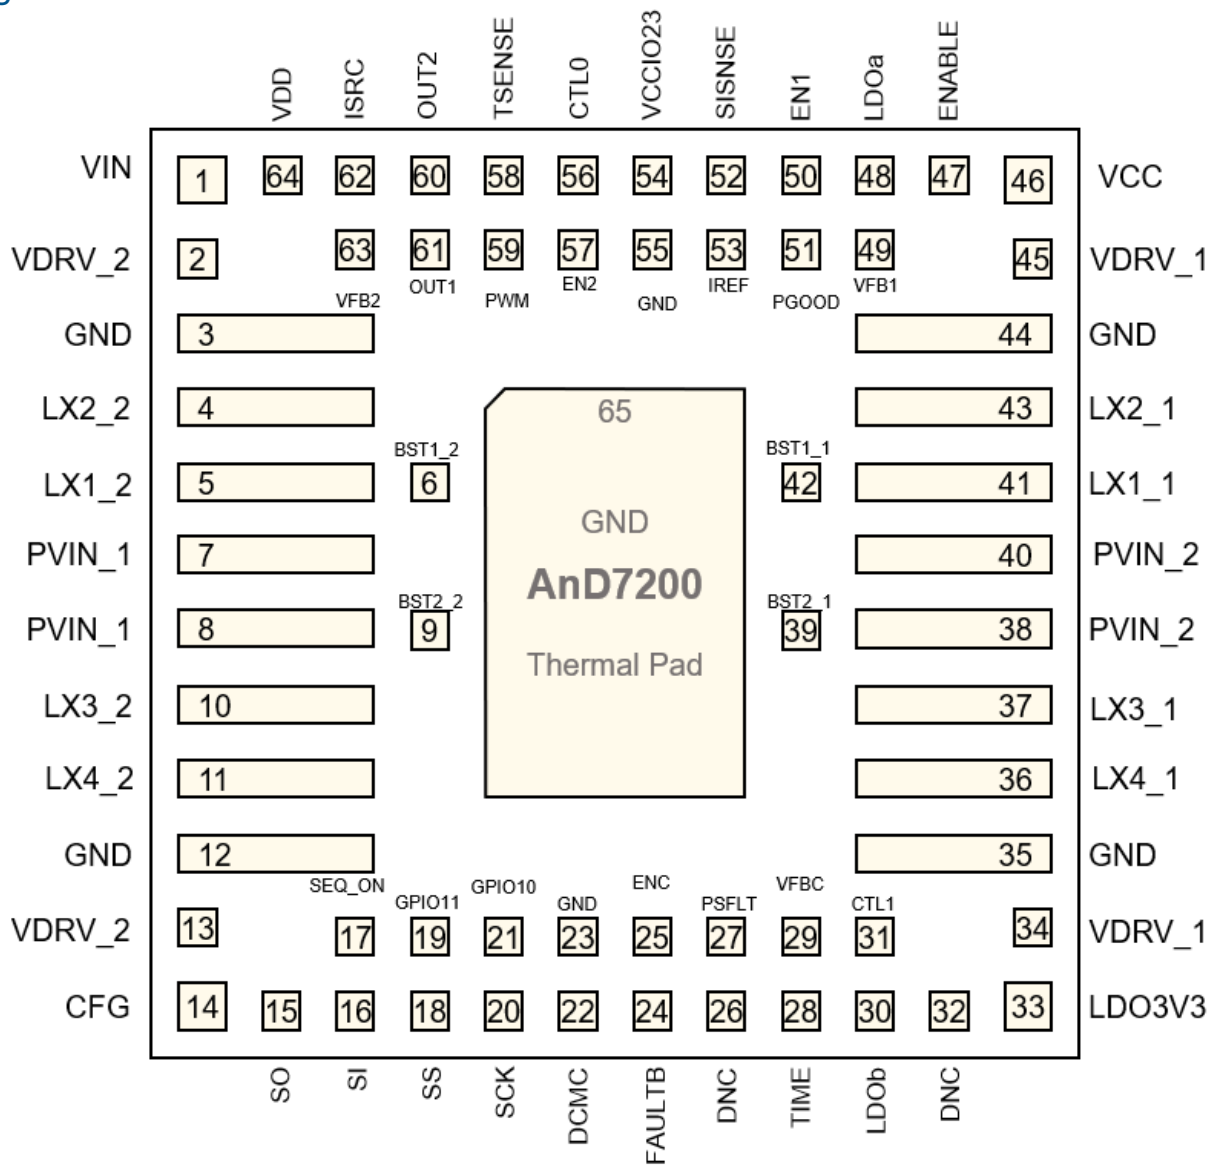 VDD ISRC OUT2 TSENSE CTL0 VCCIO23 SISNSE EN1 LDOa ENABLE
VIN 1 64 62 60 58 56 54 52 50 48 47 46 VCC
VDRV_2 2 63 61 59 57 55 53 51 49 45 VDRV_1
VFB2 OUT1 PWM EN2 GND IREF PGOOD VFB1
GND 3 44 GND
LX2_2 4 65 43 LX2_1
BST1_2 BST1_1
LX1_2 5 6 42 41 LX1_1
GND
PVIN_1 7 40 PVIN_2
AnD7200
BST2_2 BST2_1
PVIN_1 8 9 39 38 PVIN_2
Thermal Pad
LX3_2 10 37 LX3_1
LX4_2 11 36 LX4_1
GND 12 35 GND
SEQ_ON GPIO11 GPIO10 GND ENC PSFLT VFBC CTL1
VDRV_2 13 17 19 21 23 25 27 29 31 34 VDRV_1
CFG 14 15 16 18 20 22 24 26 28 30 32 33 LDO3V3
SO SI SS SCK DCMC FAULTB DNC TIME LDOb DNC